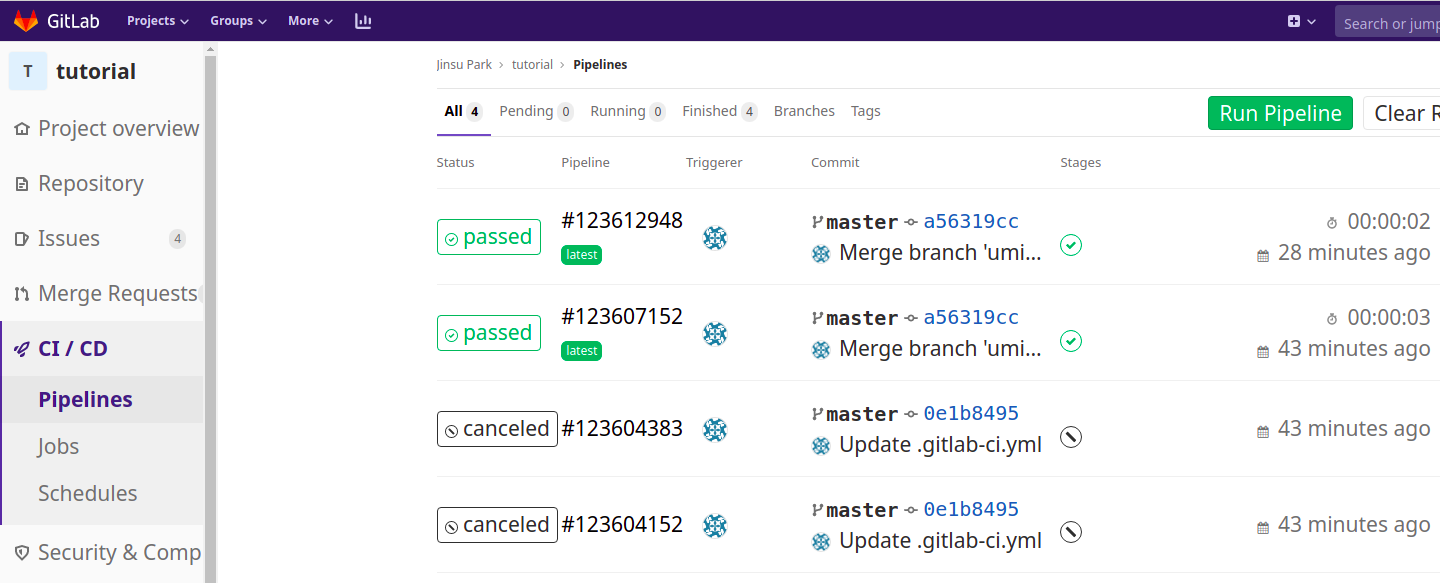 GitLab Projects Groups More Search or jump
T tutorial
Project overview
Repository
Issues 4
Merge Requests
CI / CD
Pipelines
Jobs
Schedules
Security & Comp
Jinsu Park › tutorial › Pipelines
All 4 Pending 0 Running 0 Finished 4 Branches Tags Run Pipeline Clear R
Status Pipeline Triggerer Commit Stages
passed #123612948 master a56319cc 00:00:02
latest Merge branch 'umi... 28 minutes ago
passed #123607152 master a56319cc 00:00:03
latest Merge branch 'umi... 43 minutes ago
canceled #123604383 master 0e1b8495
Update .gitlab-ci.yml 43 minutes ago
canceled #123604152 master 0e1b8495
Update .gitlab-ci.yml 43 minutes ago